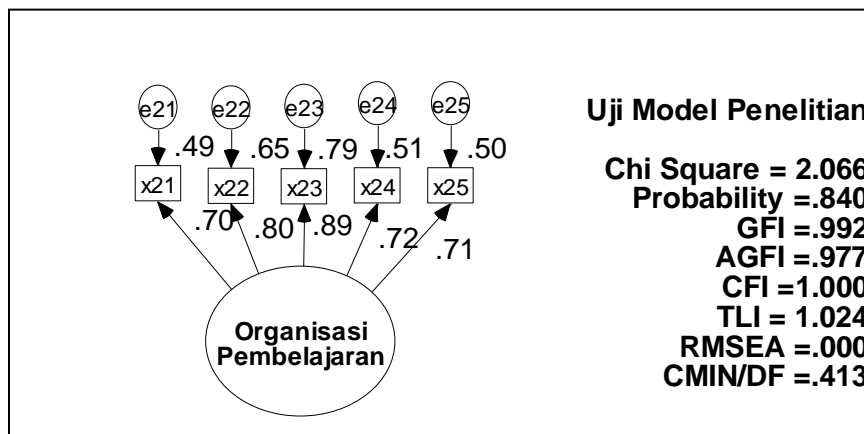 e21 e22 e23 e24 e25
.49 .65 .79 .51 .50
x21 x22 x23 x24 x25
.70 .80 .89 .72 .71
Organisasi
Pembelajaran
Uji Model Penelitian
Chi Square = 2.066
Probability =.840
GFI =.992
AGFI =.977
CFI =1.000
TLI = 1.024
RMSEA =.000
CMIN/DF =.413